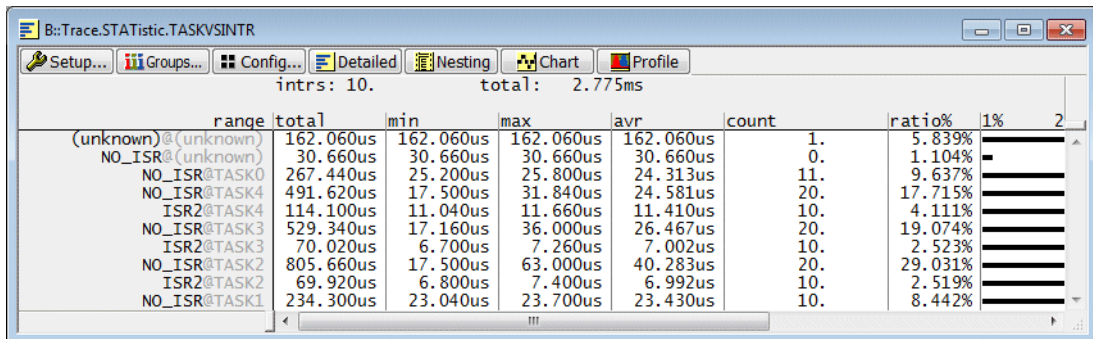 B::Trace.STATistic.TASKVSINTR
Setup... Groups... Config... Detailed Nesting Chart Profile
intrs: 10. total: 2.775ms
range total min max avr count ratio% 1% 2
(unknown)@(unknown) 162.060us 162.060us 162.060us 162.060us 1. 5.839%
NO_ISR@(unknown) 30.660us 30.660us 30.660us 30.660us 0. 1.104%
NO_ISR@TASK0 267.440us 25.200us 25.800us 24.313us 11. 9.637%
NO_ISR@TASK4 491.620us 17.500us 31.840us 24.581us 20. 17.715%
ISR2@TASK4 114.100us 11.040us 11.660us 11.410us 10. 4.111%
NO_ISR@TASK3 529.340us 17.160us 36.000us 26.467us 20. 19.074%
ISR2@TASK3 70.020us 6.700us 7.260us 7.002us 10. 2.523%
NO_ISR@TASK2 805.660us 17.500us 63.000us 40.283us 20. 29.031%
ISR2@TASK2 69.920us 6.800us 7.400us 6.992us 10. 2.519%
NO_ISR@TASK1 234.300us 23.040us 23.700us 23.430us 10. 8.442%